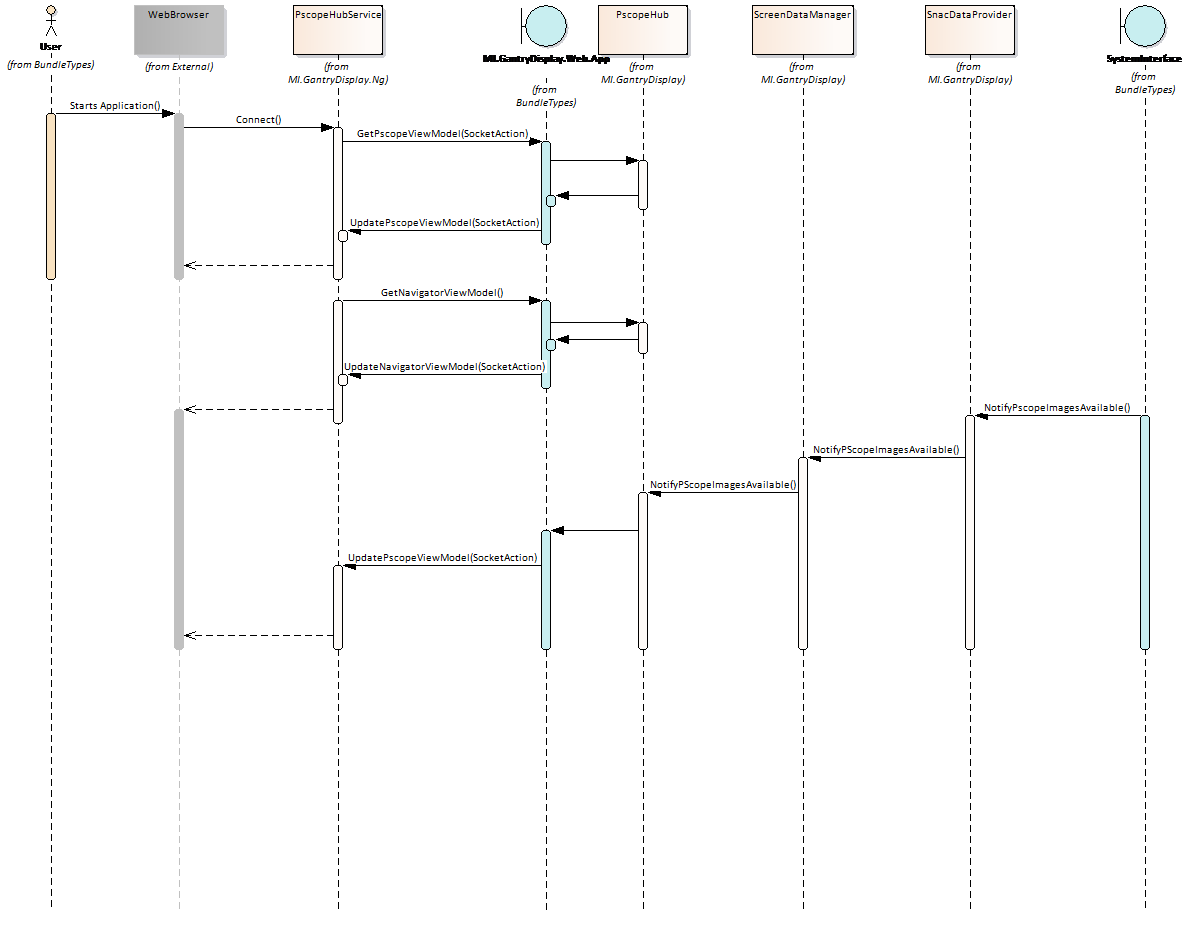 User
(from BundleTypes)
WebBrowser
(from External)
PscopeHubService
(from
MI.GantryDisplay.Ng)
MI.GantryDisplay.Web.App
(from
BundleTypes)
PscopeHub
(from
MI.GantryDisplay)
ScreenDataManager
(from
MI.GantryDisplay)
SnacDataProvider
(from
MI.GantryDisplay)
SystemInterface
(from
BundleTypes)
Starts Application()
Connect()
GetPscopeViewModel(SocketAction)
UpdatePscopeViewModel(SocketAction)
GetNavigatorViewModel()
UpdateNavigatorViewModel(SocketAction)
NotifyPscopeImagesAvailable()
NotifyPScopeImagesAvailable()
NotifyPScopeImagesAvailable()
UpdatePscopeViewModel(SocketAction)